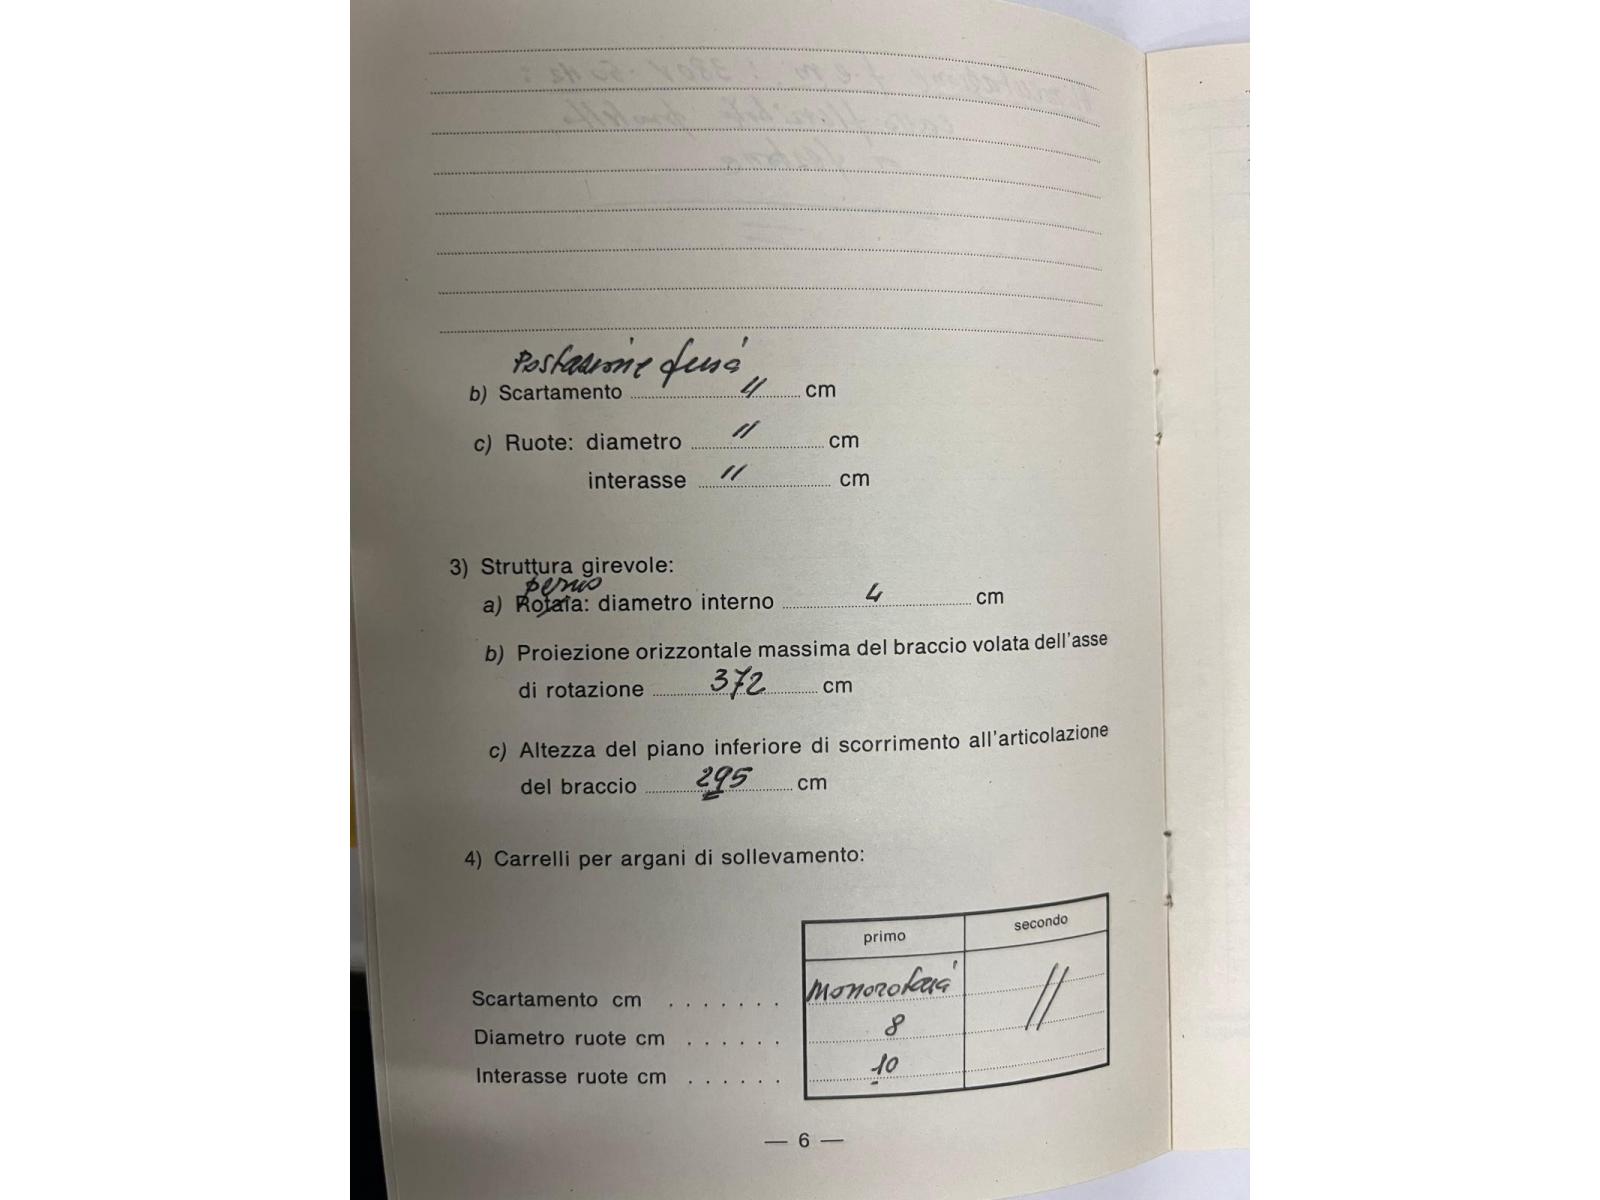 Postazione fissa
b) Scartamento 〃 cm
c) Ruote: diametro 〃 cm
interasse 〃 cm
3) Struttura girevole:
perno
a) Rotaia: diametro interno 4 cm
b) Proiezione orizzontale massima del braccio volata dell'asse
di rotazione 372 cm
c) Altezza del piano inferiore di scorrimento all'articolazione
del braccio 295 cm
4) Carrelli per argani di sollevamento:
primo secondo
Scartamento cm . . . . . . . Monorotaia //
Diametro ruote cm . . . . . . 8
Interasse ruote cm . . . . . . 10
— 6 —